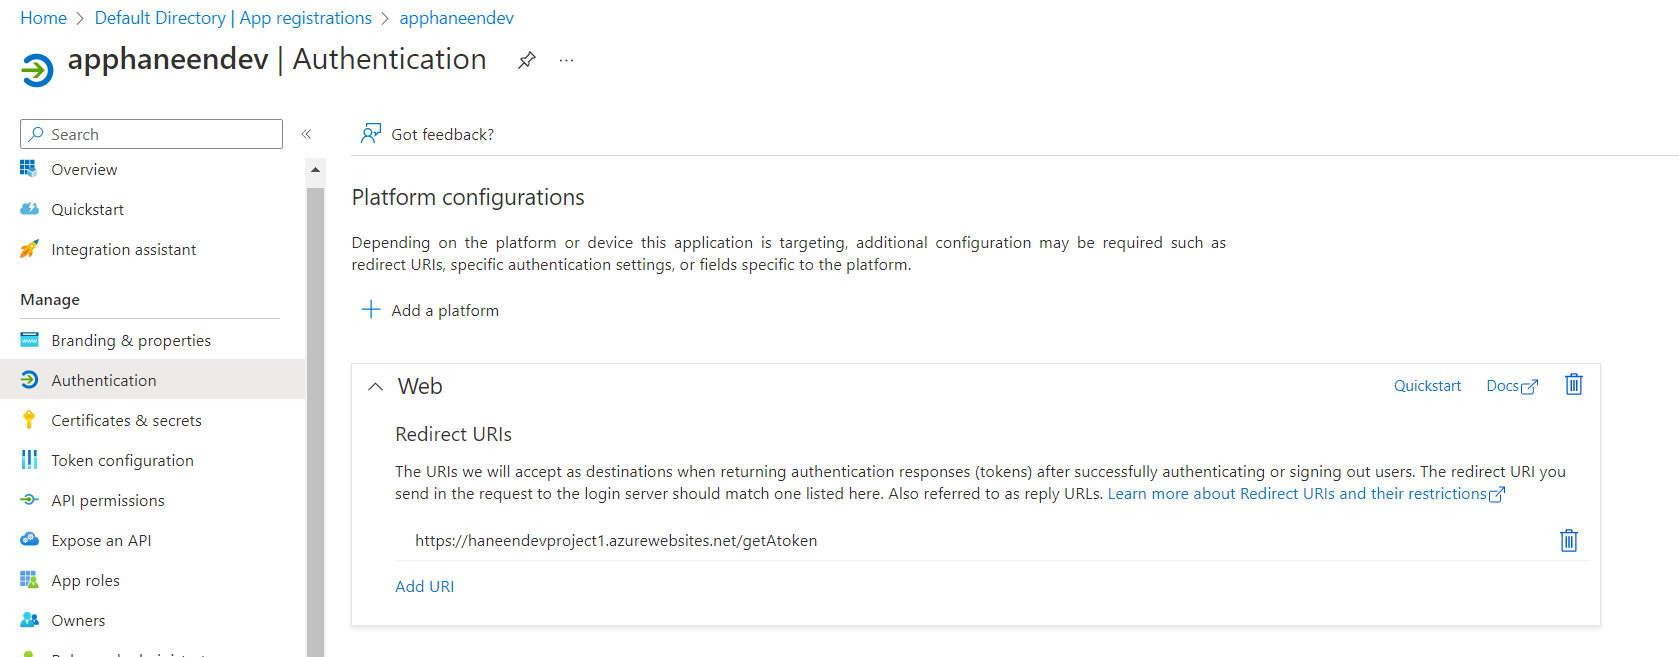 Home > Default Directory | App registrations > apphaneendev
apphaneendev | Authentication
Search
Got feedback?
Overview
Quickstart
Integration assistant
Manage
Branding & properties
Authentication
Certificates & secrets
Token configuration
API permissions
Expose an API
App roles
Owners
Platform configurations
Depending on the platform or device this application is targeting, additional configuration may be required such as
redirect URIs, specific authentication settings, or fields specific to the platform.
Add a platform
Web
Quickstart
Docs
Redirect URIs
The URIs we will accept as destinations when returning authentication responses (tokens) after successfully authenticating or signing out users. The redirect URI you
send in the request to the login server should match one listed here. Also referred to as reply URLs. Learn more about Redirect URIs and their restrictions
https://haneendevproject1.azurewebsites.net/getAtoken
Add URI